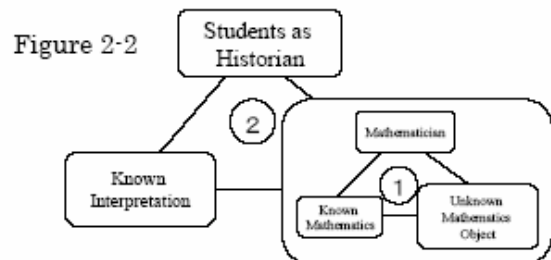 Figure 2-2
Students as
Historian
2
Mathematician
1
Known
Interpretation
Known
Mathematics
Unknown
Mathematics
Object